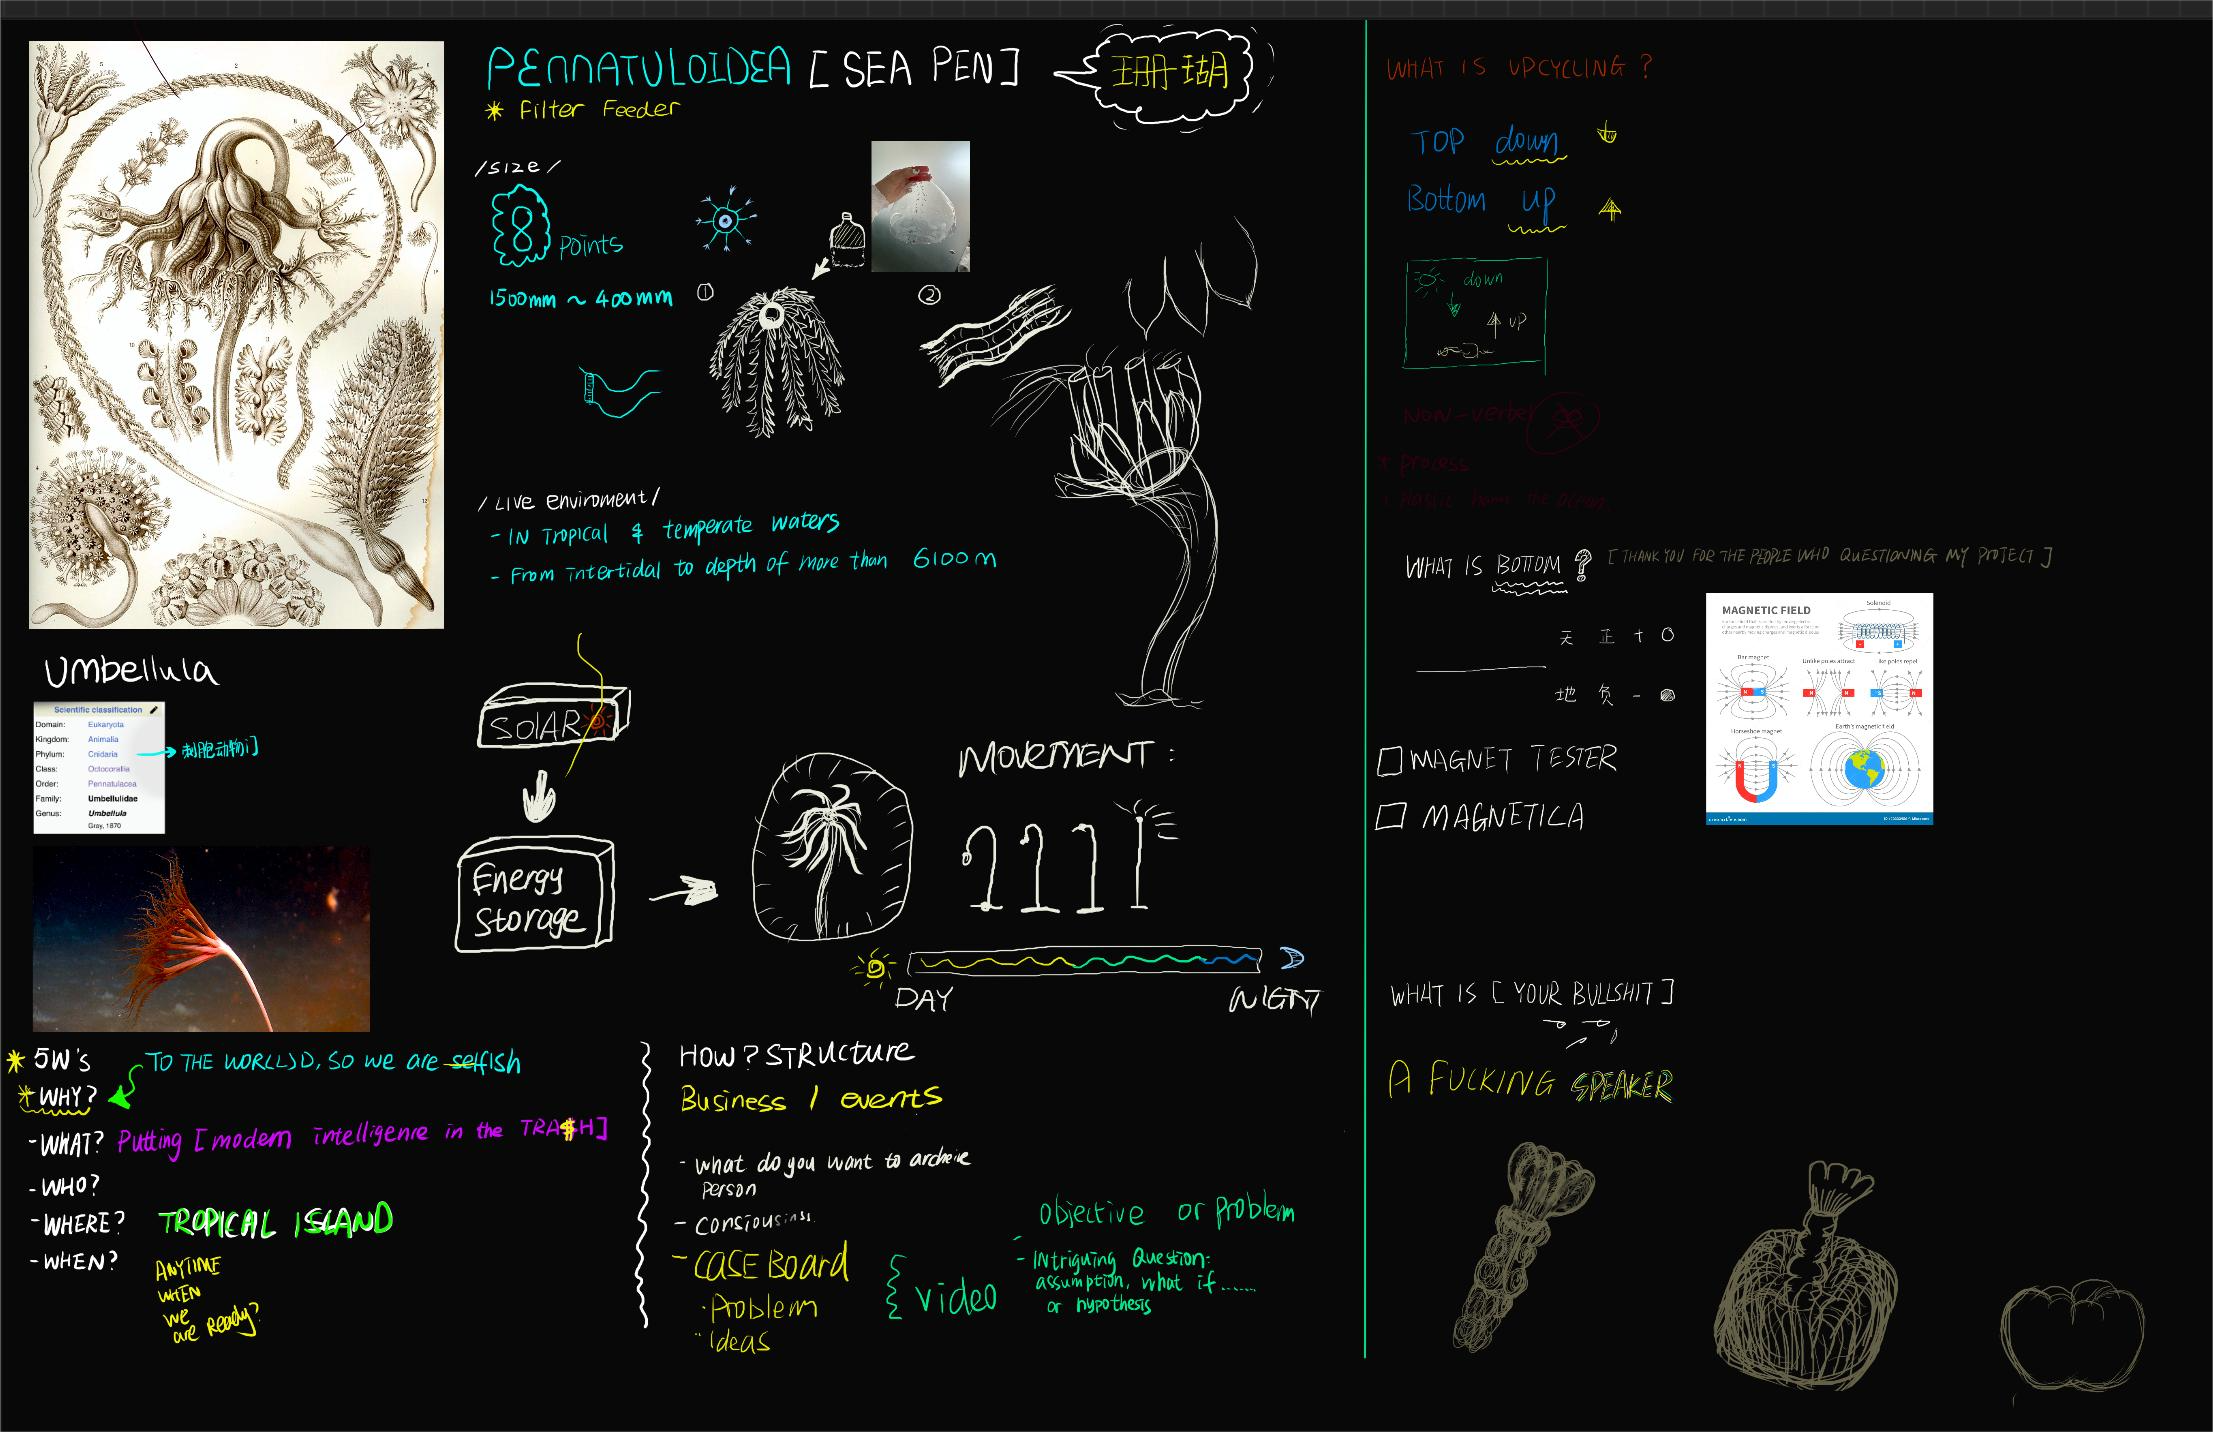 PENNATULOIDEA [SEA PEN]
珊瑚
* Filter Feeder
/SIZE/
8 Points
1500mm ~ 400mm
①
②
/LIVE enviroment/
- IN Tropical & temperate waters
- From intertidal to depth of more than 6100m
Umbellula
Scientific classification
Domain: Eukaryota
Kingdom: Animalia
Phylum: Cnidaria
刺胞动物门
Class: Octocorallia
Order: Pennatulacea
Family: Umbellulidae
Genus: Umbellula
Gray, 1870
SOLAR
Energy
Storage
MOVEMENT:
DAY
NIGHT
* 5W's
TO THE WOR(L)D, SO WE ARE selfish
* WHY?
- WHAT? Putting [modern intelligence in the TRA$H]
- WHO?
- WHERE? TROPICAL ISLAND
- WHEN?
ANYTIME
WHEN
we
are Ready?
HOW? STRUCTURE
Business / events
- what do you want to archeive
person
- consiousniss.
- CASE Board
· Problem
·· Ideas
{ video
objective or problem
- Intriguing Question:
assumption, what if......
or hypothesis
WHAT IS UPCYCLING?
TOP down
Bottom up
down
UP
NON-verbel
+ process
+ Plastic harm the Ocean
WHAT IS BOTTOM? [THANK YOU FOR THE PEOPLE WHO QUESTIONING MY PROJECT]
天 正 + ○
地 负 - ●
MAGNETIC FIELD
Solenoid
Bar magnet
Unlike poles attract
like poles repel
Horseshoe magnet
Earth's magnetic field
□ MAGNET TESTER
□ MAGNETICA
WHAT IS [YOUR BULLSHIT]
A FUCKING SPEAKER